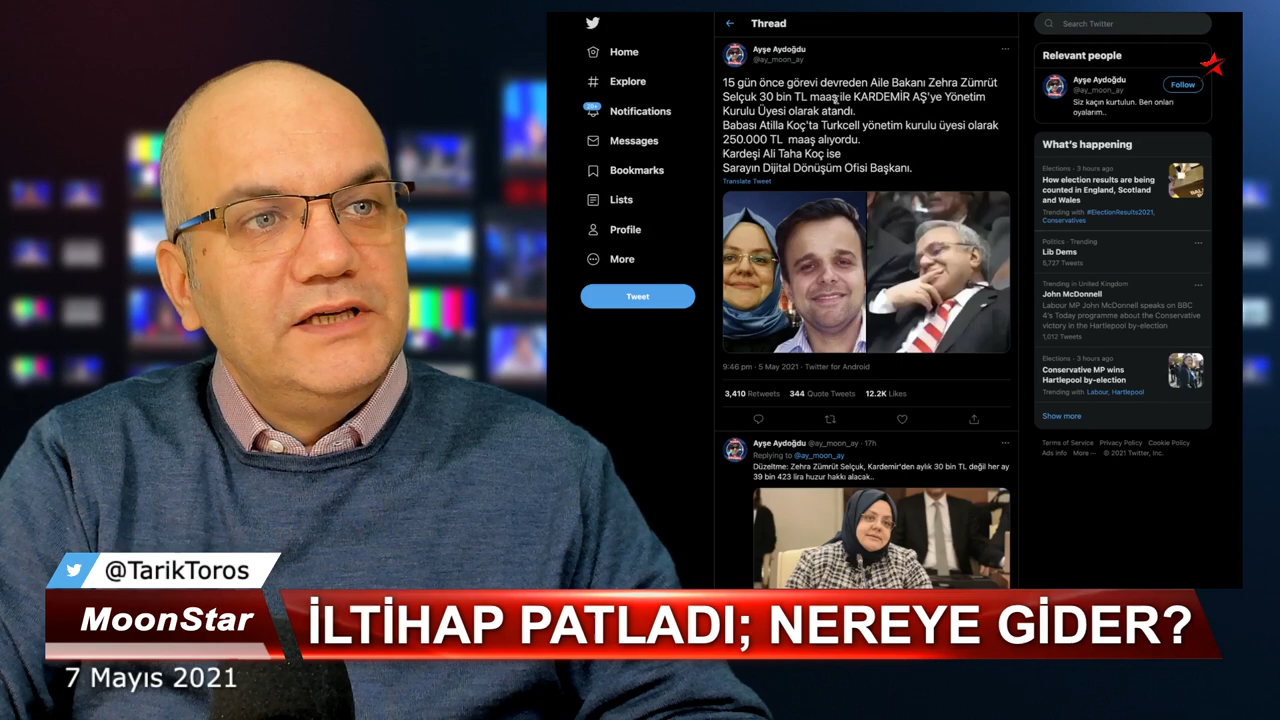 Home
Explore
20+
Notifications
Messages
Bookmarks
Lists
Profile
More
Tweet
Thread
Ayşe Aydoğdu
@ay_moon_ay
15 gün önce görevi devreden Aile Bakanı Zehra Zümrüt
Selçuk 30 bin TL maaş ile KARDEMİR AŞ'ye Yönetim
Kurulu Üyesi olarak atandı.
Babası Atilla Koç'ta Turkcell yönetim kurulu üyesi olarak
250.000 TL maaş alıyordu.
Kardeşi Ali Taha Koç ise
Sarayın Dijital Dönüşüm Ofisi Başkanı.
Translate Tweet
9:46 pm · 5 May 2021 · Twitter for Android
3,410 Retweets 344 Quote Tweets 12.2K Likes
Ayşe Aydoğdu @ay_moon_ay · 17h
Replying to @ay_moon_ay
Düzeltme: Zehra Zümrüt Selçuk, Kardemir'den aylık 30 bin TL değil her ay
39 bin 423 lira huzur hakkı alacak..
Search Twitter
Relevant people
Ayşe Aydoğdu
@ay_moon_ay
Follow
Siz kaçın kurtulun. Ben onları
oyalarım..
What's happening
Elections · 3 hours ago
How election results are being
counted in England, Scotland
and Wales
Trending with #ElectionResults2021,
Conservatives
Politics · Trending
Lib Dems
5,727 Tweets
Trending in United Kingdom
John McDonnell
Labour MP John McDonnell speaks on BBC
4's Today programme about the Conservative
victory in the Hartlepool by-election
1,012 Tweets
Elections · 3 hours ago
Conservative MP wins
Hartlepool by-election
Trending with Labour, Hartlepool
Show more
Terms of Service Privacy Policy Cookie Policy
Ads info More ··· © 2021 Twitter, Inc.
@TarikToros
MoonStar
İLTİHAP PATLADI; NEREYE GİDER?
7 Mayıs 2021